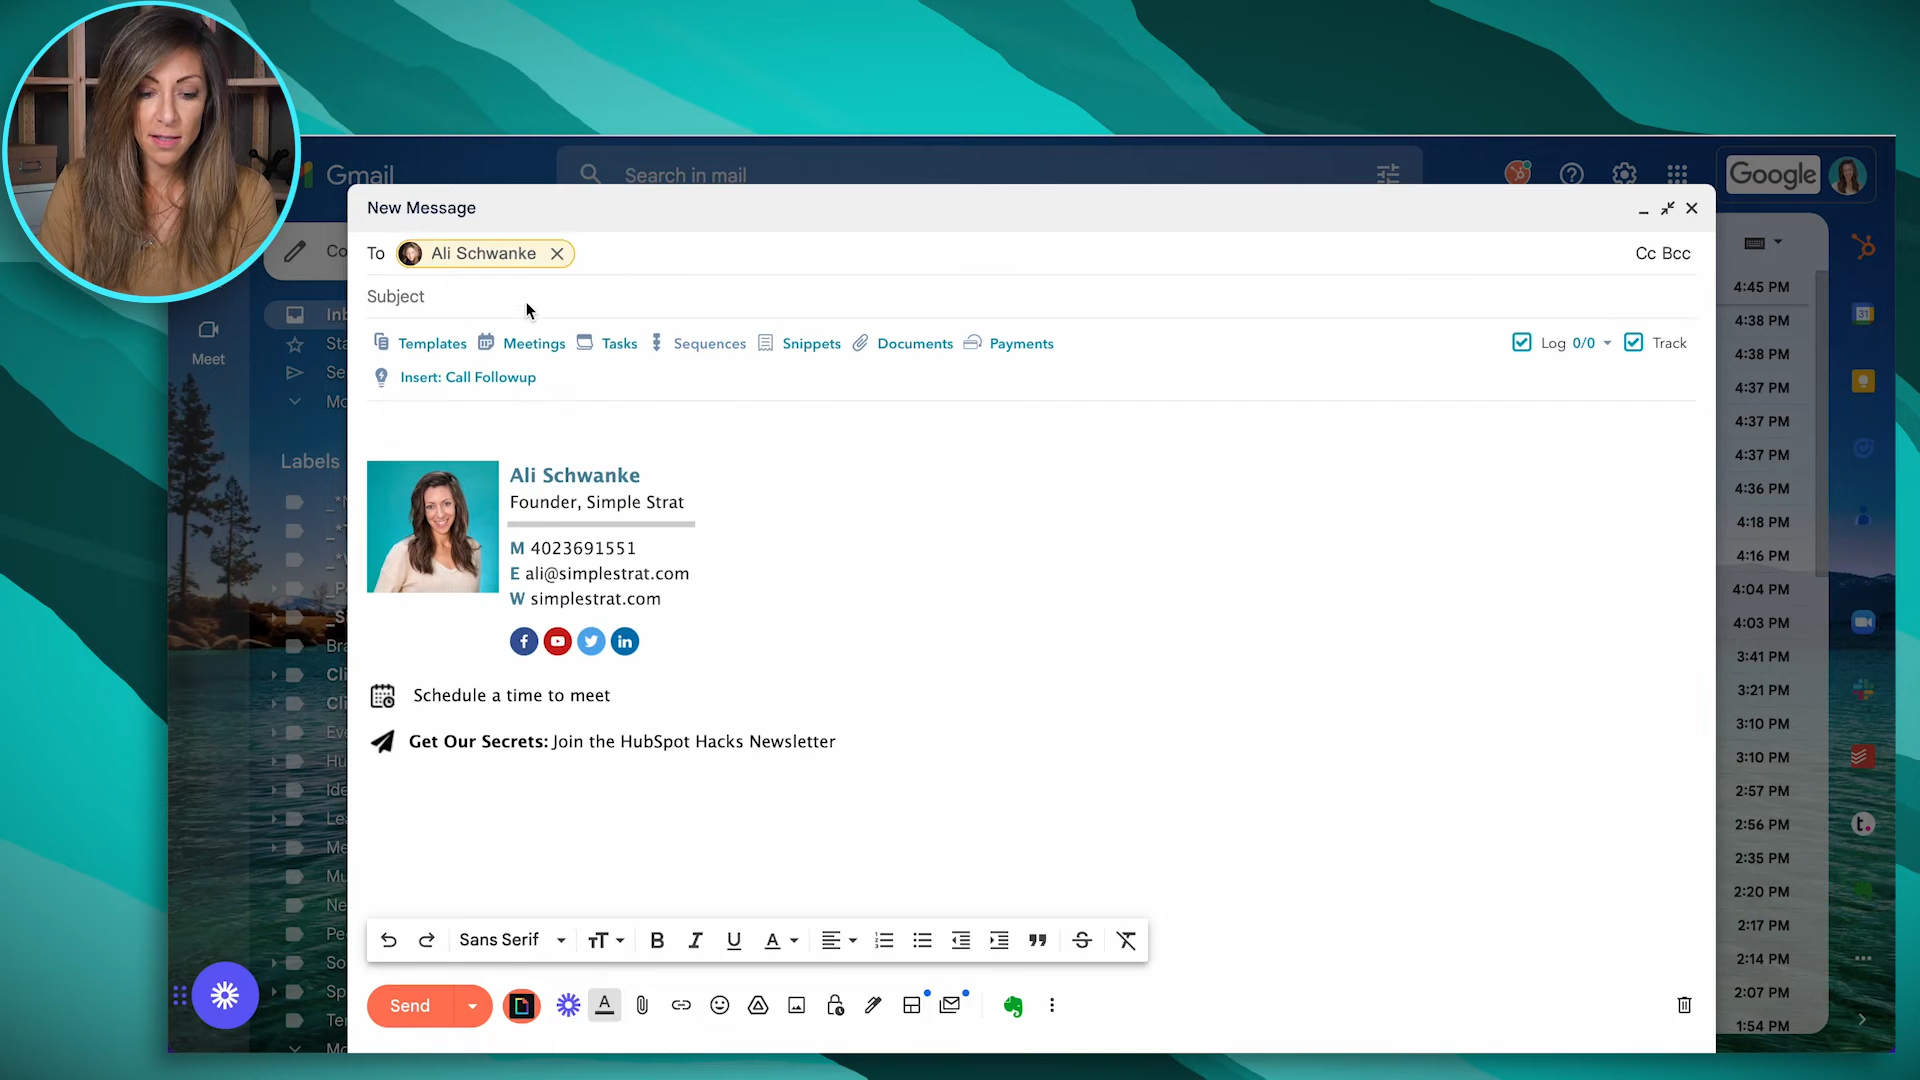 Gmail
Search in mail
Google
New Message
To Ali Schwanke
Cc Bcc
Subject
Templates Meetings Tasks Sequences Snippets Documents Payments
Log 0/0 Track
Insert: Call Followup
Meet
Labels
Ali Schwanke
Founder, Simple Strat
M 4023691551
E ali@simplestrat.com
W simplestrat.com
Schedule a time to meet
Get Our Secrets: Join the HubSpot Hacks Newsletter
Sans Serif
Send
4:45 PM
4:38 PM
4:38 PM
4:37 PM
4:37 PM
4:37 PM
4:36 PM
4:18 PM
4:16 PM
4:04 PM
4:03 PM
3:41 PM
3:21 PM
3:10 PM
3:10 PM
2:57 PM
2:56 PM
2:35 PM
2:20 PM
2:17 PM
2:14 PM
2:07 PM
1:54 PM